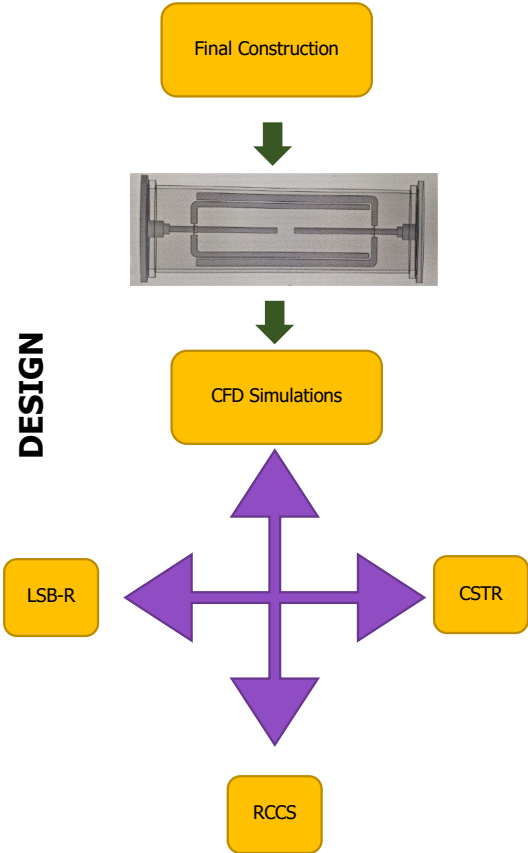 Final Construction
DESIGN
CFD Simulations
LSB-R
CSTR
RCCS